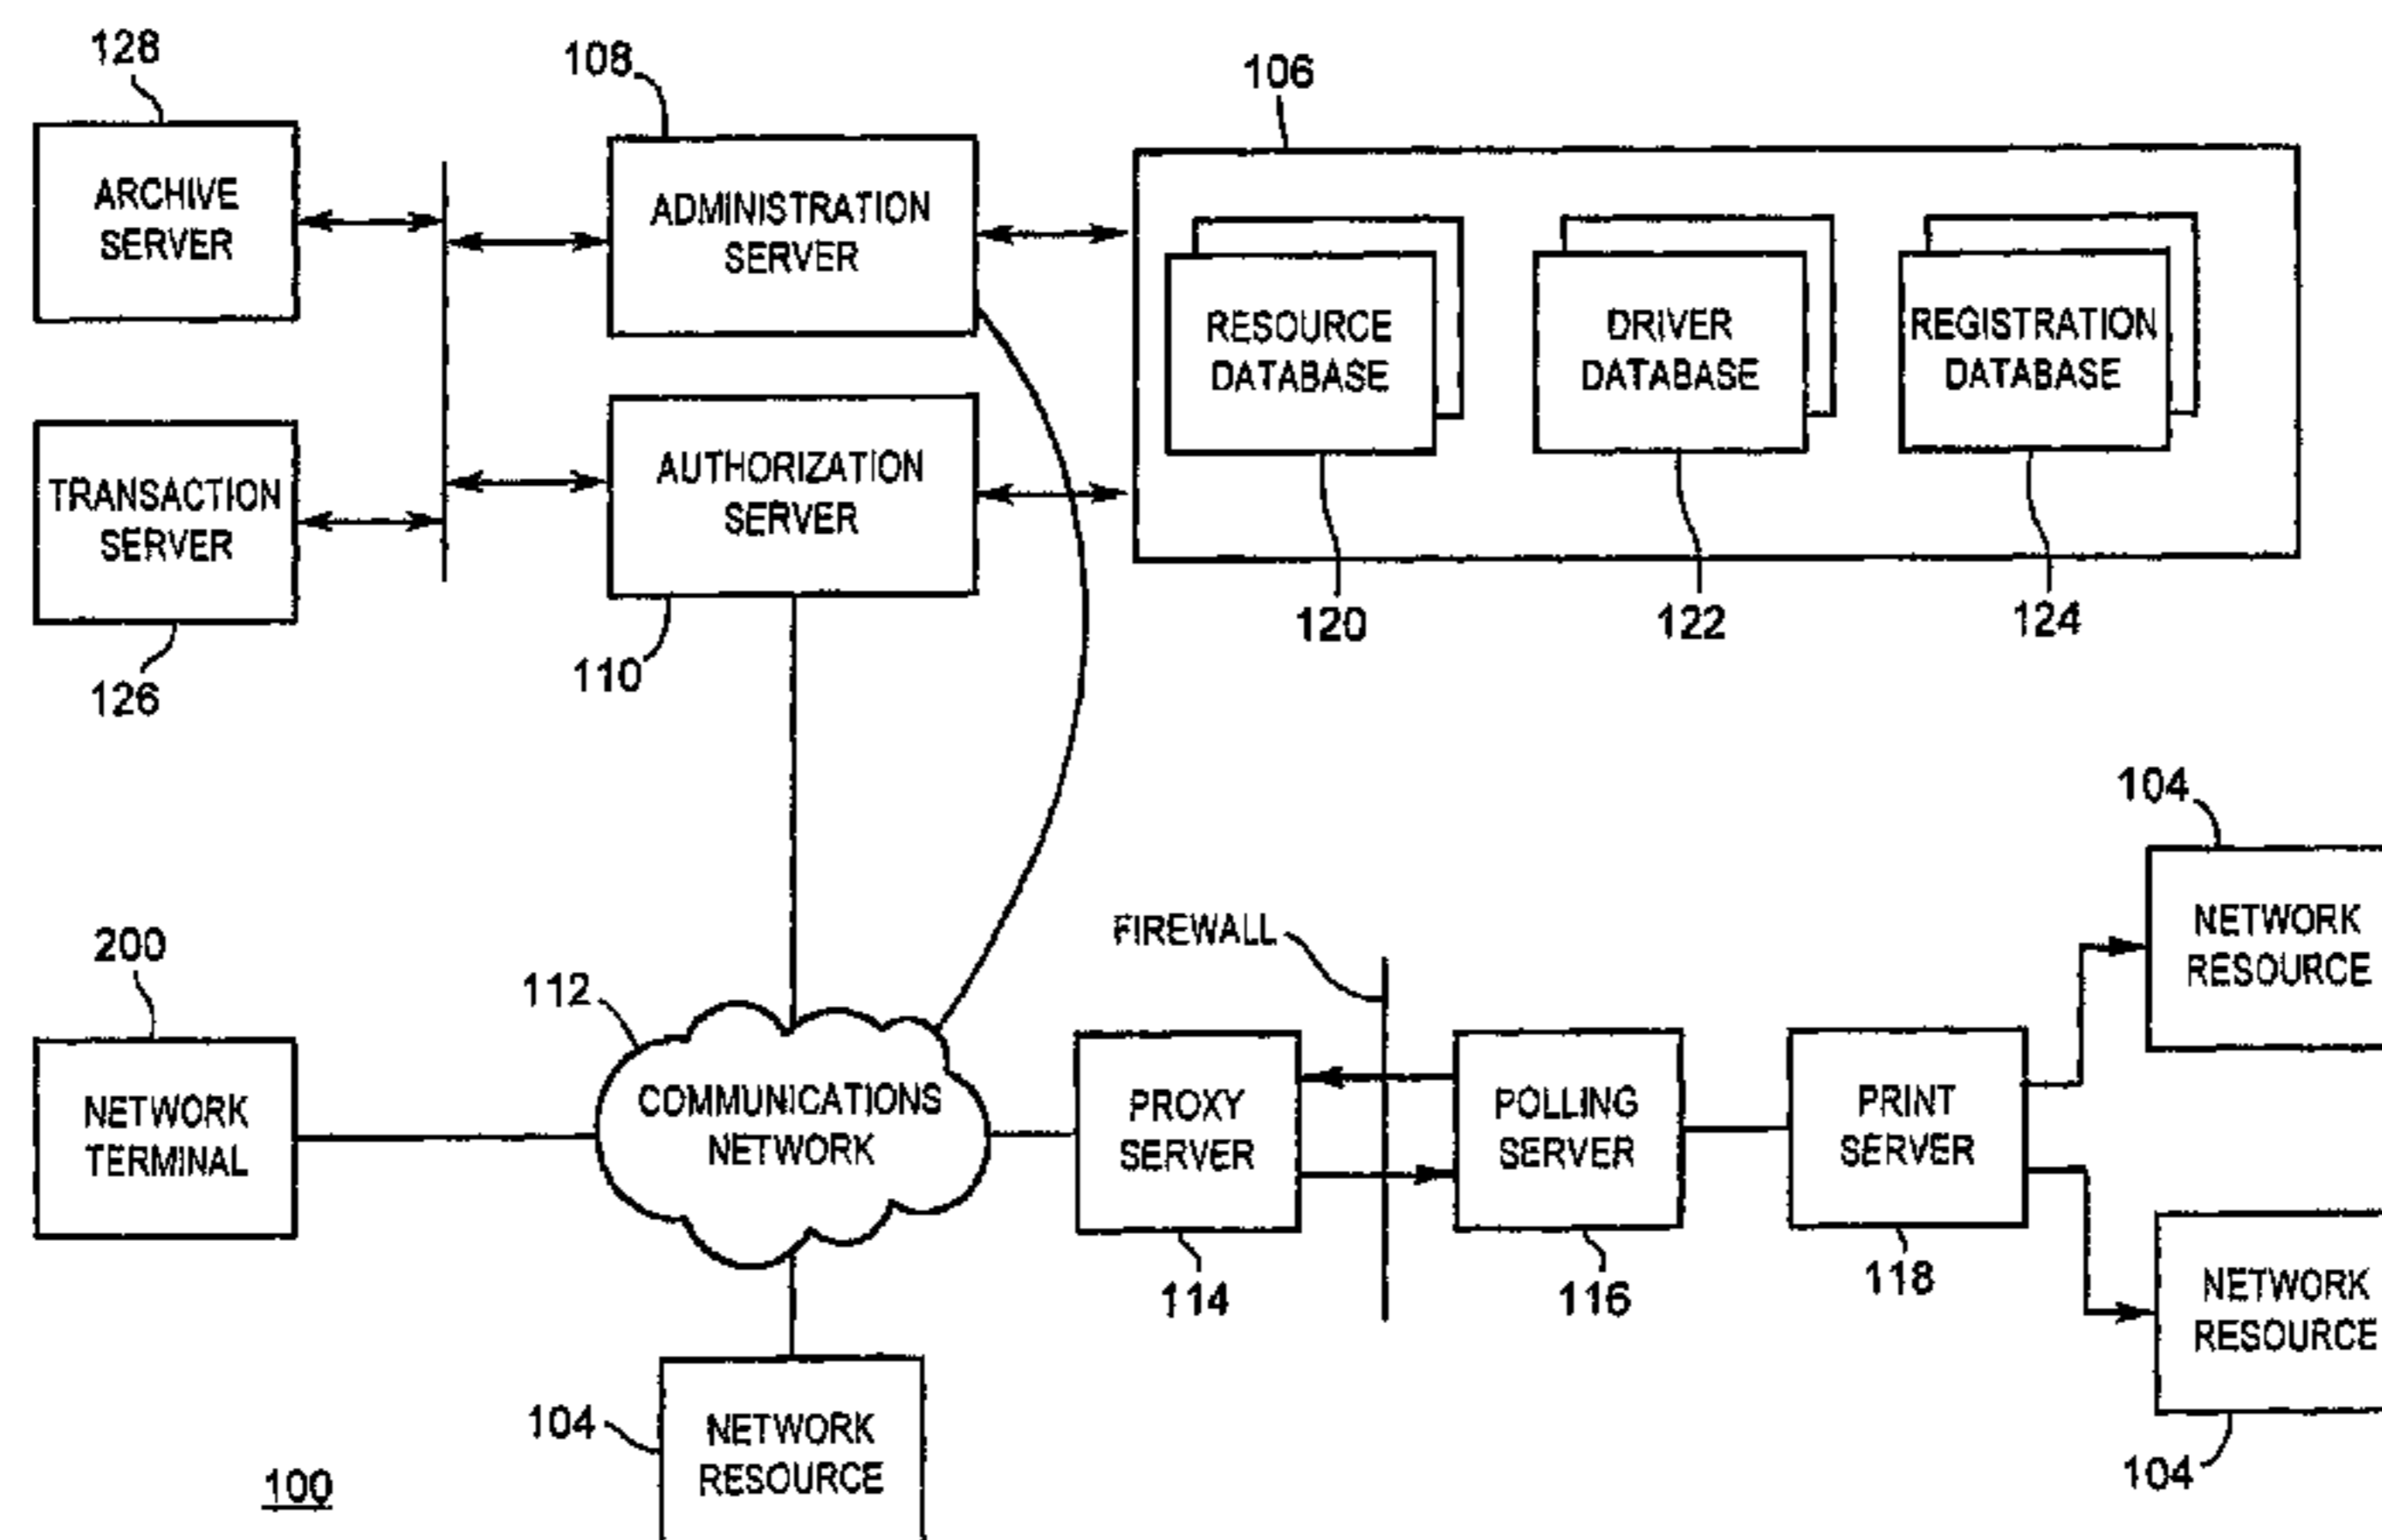 128
108
106
ARCHIVE
SERVER
ADMINISTRATION
SERVER
RESOURCE
DATABASE
DRIVER
DATABASE
REGISTRATION
DATABASE
TRANSACTION
SERVER
AUTHORIZATION
SERVER
120
122
124
126
110
104
NETWORK
RESOURCE
200
112
FIREWALL
NETWORK
TERMINAL
COMMUNICATIONS
NETWORK
PROXY
SERVER
POLLING
SERVER
PRINT
SERVER
114
116
118
NETWORK
RESOURCE
104
104
NETWORK
RESOURCE
100